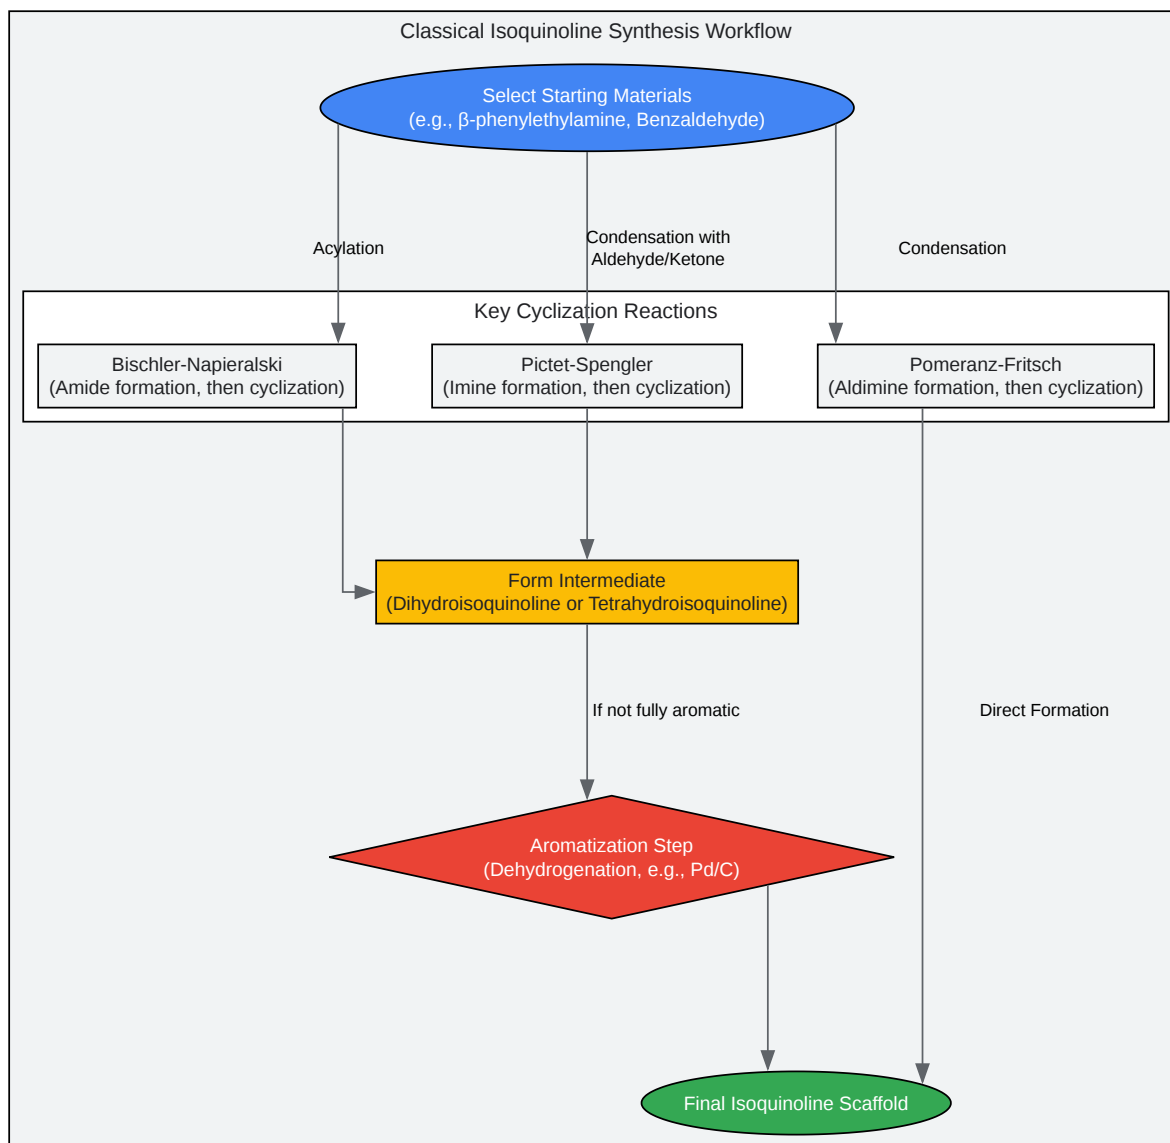 Classical Isoquinoline Synthesis Workflow
Select Starting Materials
(e.g., β-phenylethylamine, Benzaldehyde)
Acylation
Condensation with
Aldehyde/Ketone
Condensation
Key Cyclization Reactions
Bischler-Napieralski
(Amide formation, then cyclization)
Pictet-Spengler
(Imine formation, then cyclization)
Pomeranz-Fritsch
(Aldimine formation, then cyclization)
Form Intermediate
(Dihydroisoquinoline or Tetrahydroisoquinoline)
If not fully aromatic
Direct Formation
Aromatization Step
(Dehydrogenation, e.g., Pd/C)
Final Isoquinoline Scaffold